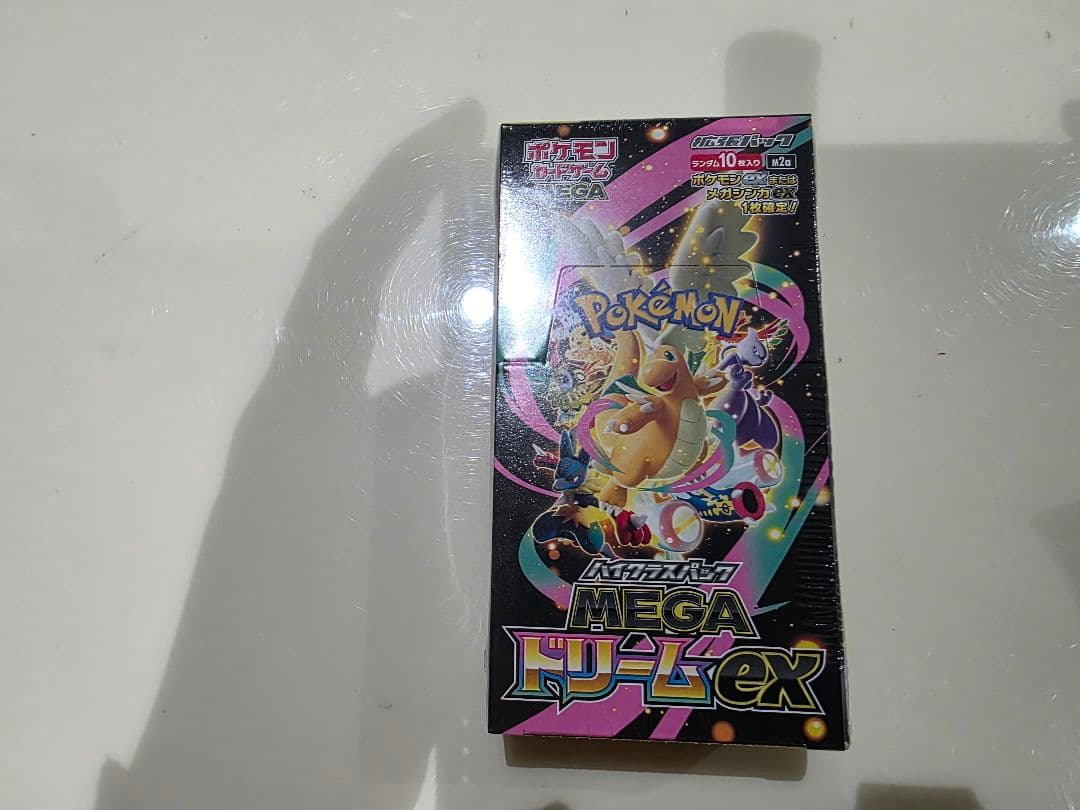 ポケモン
カードゲーム
MEGA
拡張パック
ランダム10枚入り M2a
ポケモンexまたは
メガシンカex
1枚確定!
POKéMON
ハイクラスパック
MEGA
ドリームex